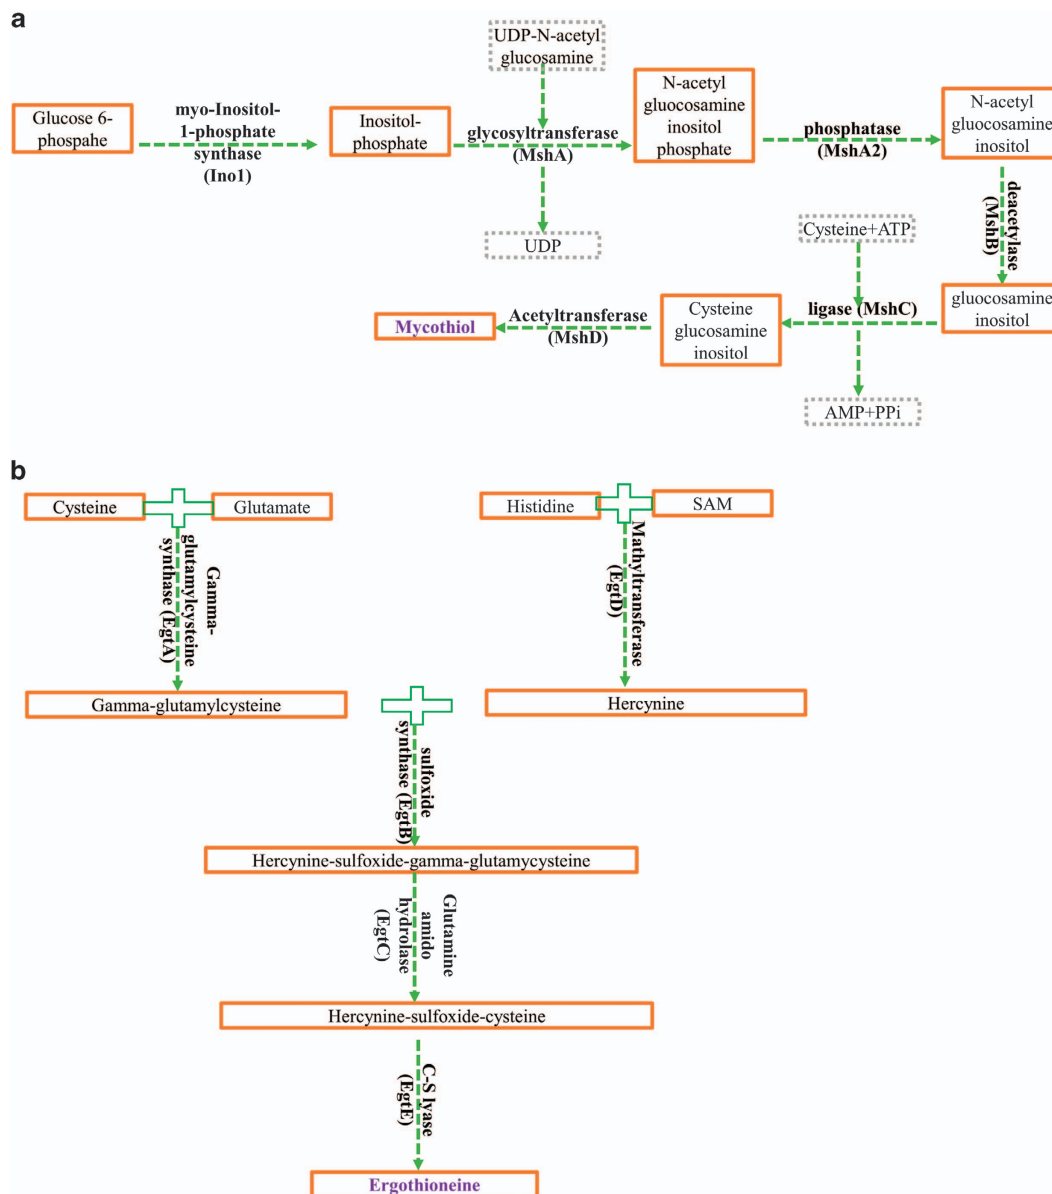 a
UDP-N-acetyl
glucosamine
Glucose 6-
phospahe
myo-Inositol-
1-phosphate
synthase
(Ino1)
Inositol-
phosphate
glycosyltransferase
(MshA)
N-acetyl
gluocosamine
inositol
phosphate
phosphatase
(MshA2)
N-acetyl
gluocosamine
inositol
UDP
deacetylase
(MshB)
Cysteine+ATP
gluocosamine
inositol
ligase (MshC)
Cysteine
glucosamine
inositol
Acetyltransferase
(MshD)
Mycothiol
AMP+PPi
b
Cysteine
Glutamate
Gamma-
glutamylcysteine
synthase (EgtA)
Gamma-glutamylcysteine
Histidine
SAM
Mathyltransferase
(EgtD)
Hercynine
sulfoxide
synthase (EgtB)
Hercynine-sulfoxide-gamma-glutamycysteine
Glutamine
amido
hydrolase
(EgtC)
Hercynine-sulfoxide-cysteine
C-S lyase
(EgtE)
Ergothioneine